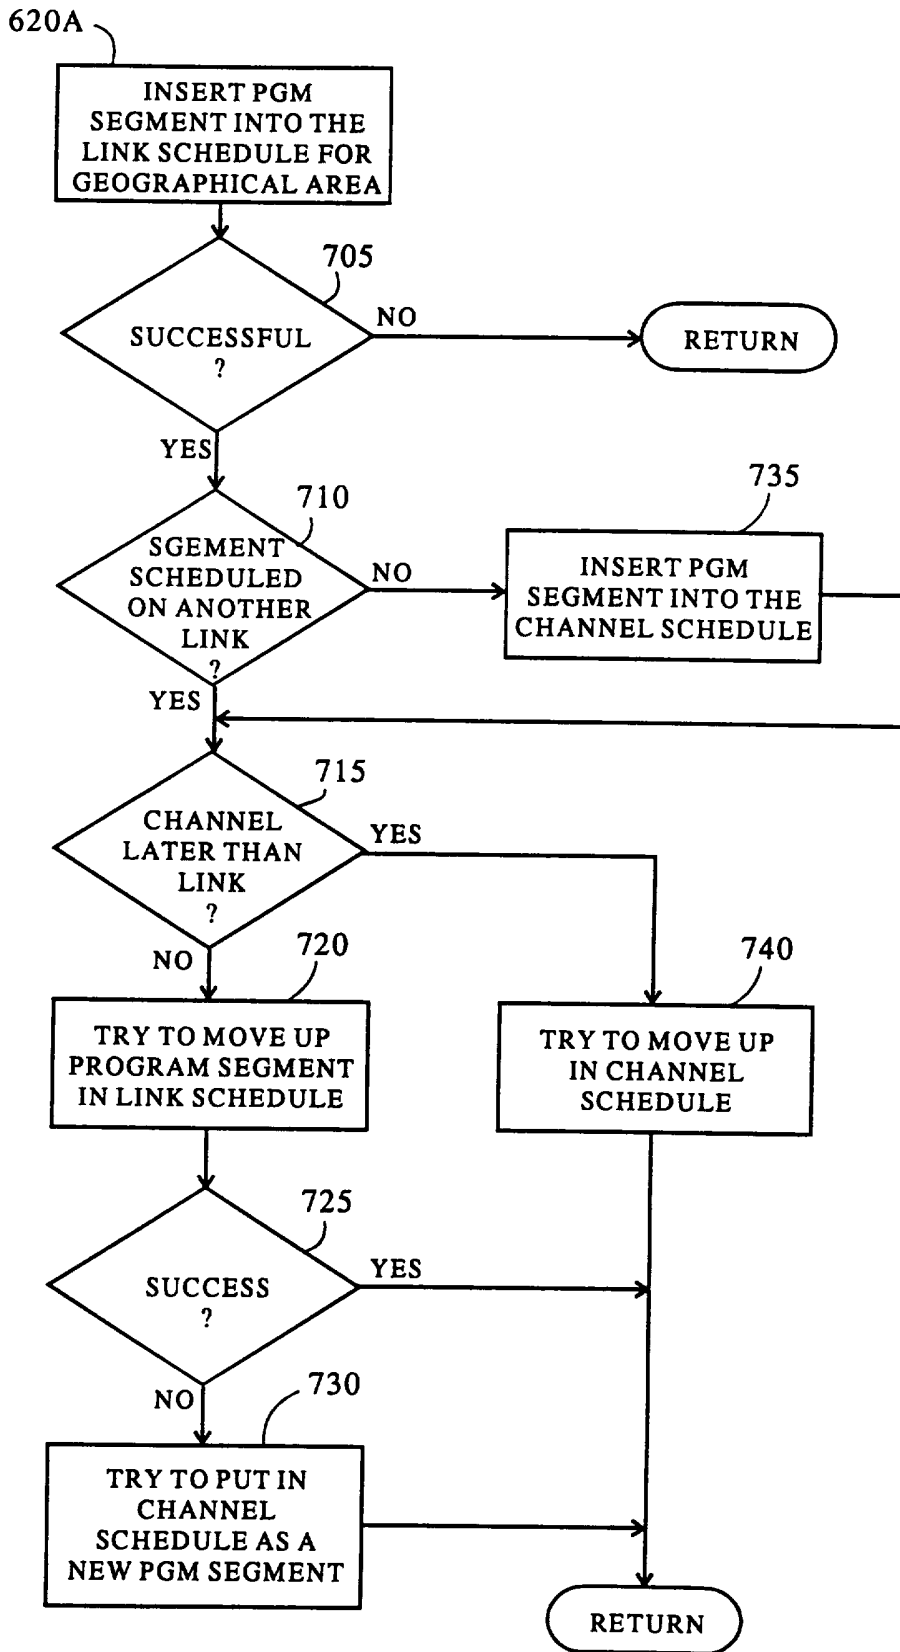 620A
INSERT PGM
SEGMENT INTO THE
LINK SCHEDULE FOR
GEOGRAPHICAL AREA
705
SUCCESSFUL
?
NO
RETURN
YES
710
SGEMENT
SCHEDULED
ON ANOTHER
LINK
?
NO
735
INSERT PGM
SEGMENT INTO THE
CHANNEL SCHEDULE
YES
715
CHANNEL
LATER THAN
LINK
?
YES
NO
720
TRY TO MOVE UP
PROGRAM SEGMENT
IN LINK SCHEDULE
740
TRY TO MOVE UP
IN CHANNEL
SCHEDULE
725
SUCCESS
?
YES
NO
730
TRY TO PUT IN
CHANNEL
SCHEDULE AS A
NEW PGM SEGMENT
RETURN